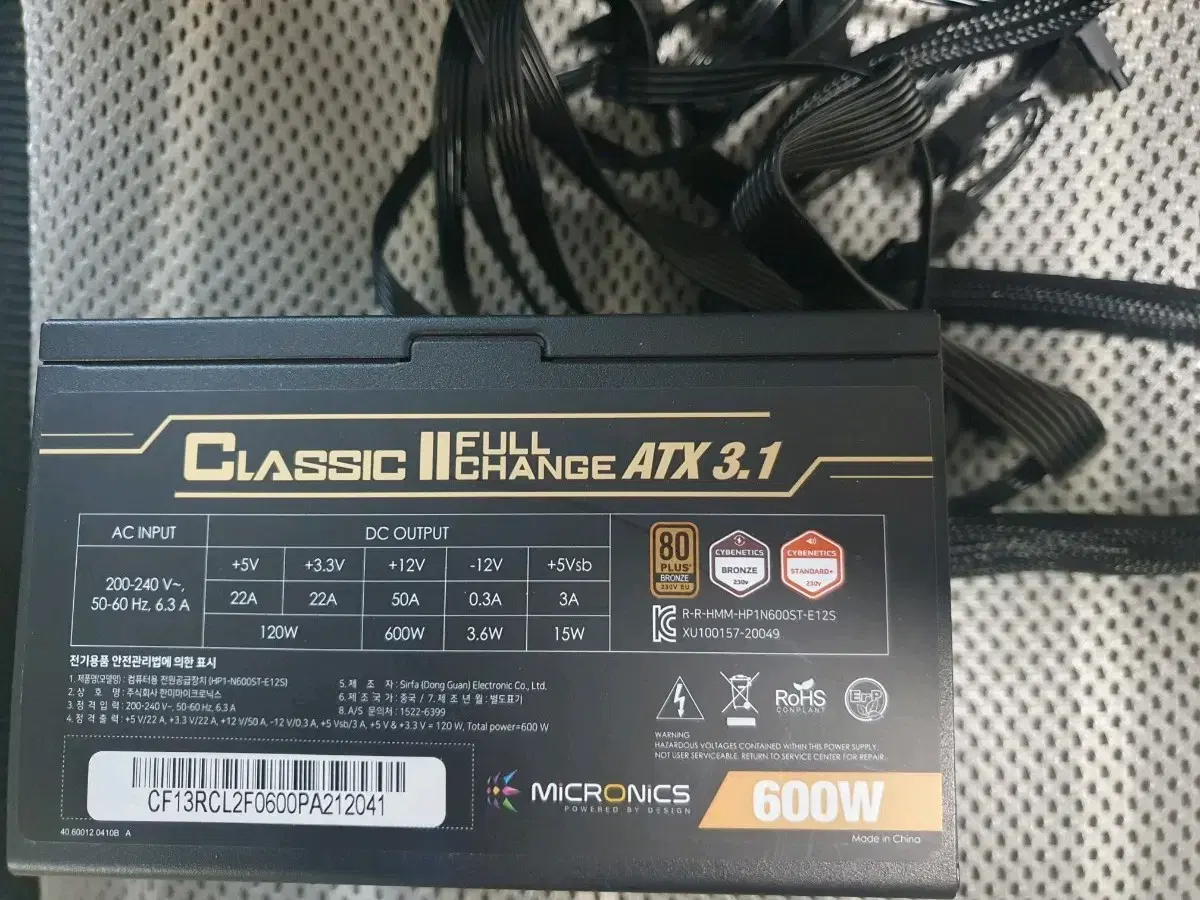 CLASSIC II FULL CHANGE ATX 3.1
AC INPUT
DC OUTPUT
200-240 V~,
50-60 Hz, 6.3 A
+5V +3.3V +12V -12V +5Vsb
22A 22A 50A 0.3A 3A
120W 600W 3.6W 15W
80 PLUS BRONZE 230V EU
CYBENETICS BRONZE 230v
CYBENETICS STANDARD+ 230v
R-R-HMM-HP1N600ST-E12S
XU100157-20049
전기용품 안전관리법에 의한 표시
1. 제품명(모델명) : 컴퓨터용 전원공급장치 (HP1-N600ST-E12S)
2. 상 호 명 : 주식회사 한미마이크로닉스
3. 정 격 입 력 : 200-240 V~, 50-60 Hz, 6.3 A
4. 정 격 출 력 : +5 V/22 A, +3.3 V/22 A, +12 V/50 A, -12 V/0.3 A, +5 Vsb/3 A, +5 V & +3.3 V = 120 W, Total power=600 W
5. 제 조 자 : Sirfa (Dong Guan) Electronic Co., Ltd.
6. 제 조 국 가 : 중국 / 7. 제 조 년 월 : 별도표기
8. A/S 문의처 : 1522-6399
RoHS
COMPLIANT
ErP
WARNING
HAZARDOUS VOLTAGES CONTAINED WITHIN THIS POWER SUPPLY.
NOT USER SERVICEABLE. RETURN TO SERVICE CENTER FOR REPAIR.
CF13RCL2F0600PA212041
40.60012.0410B A
MiCRONiCS
POWERED BY DESIGN
600W
Made in China